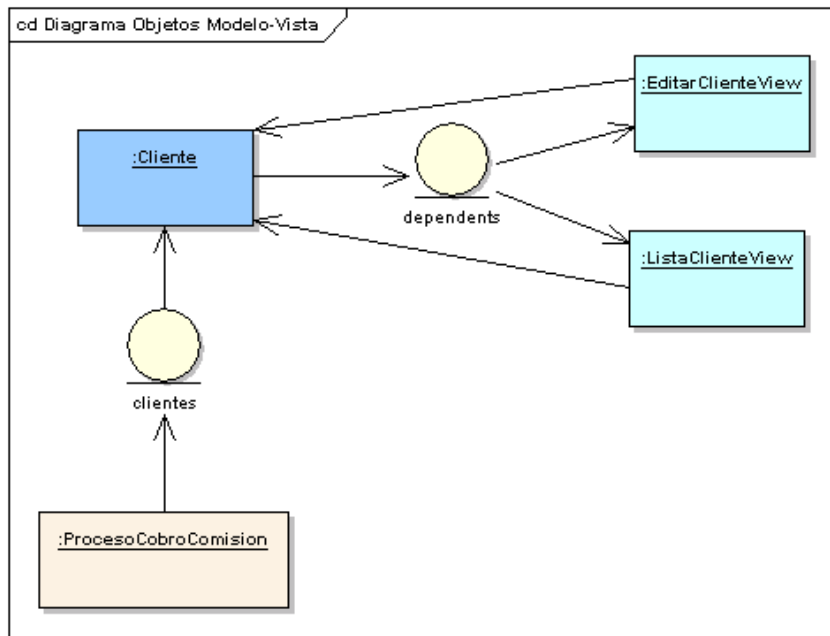 cd Diagrama Objetos Modelo-Vista
:EditarClienteView
:Cliente
dependents
:ListaClienteView
clientes
:ProcesoCobroComision